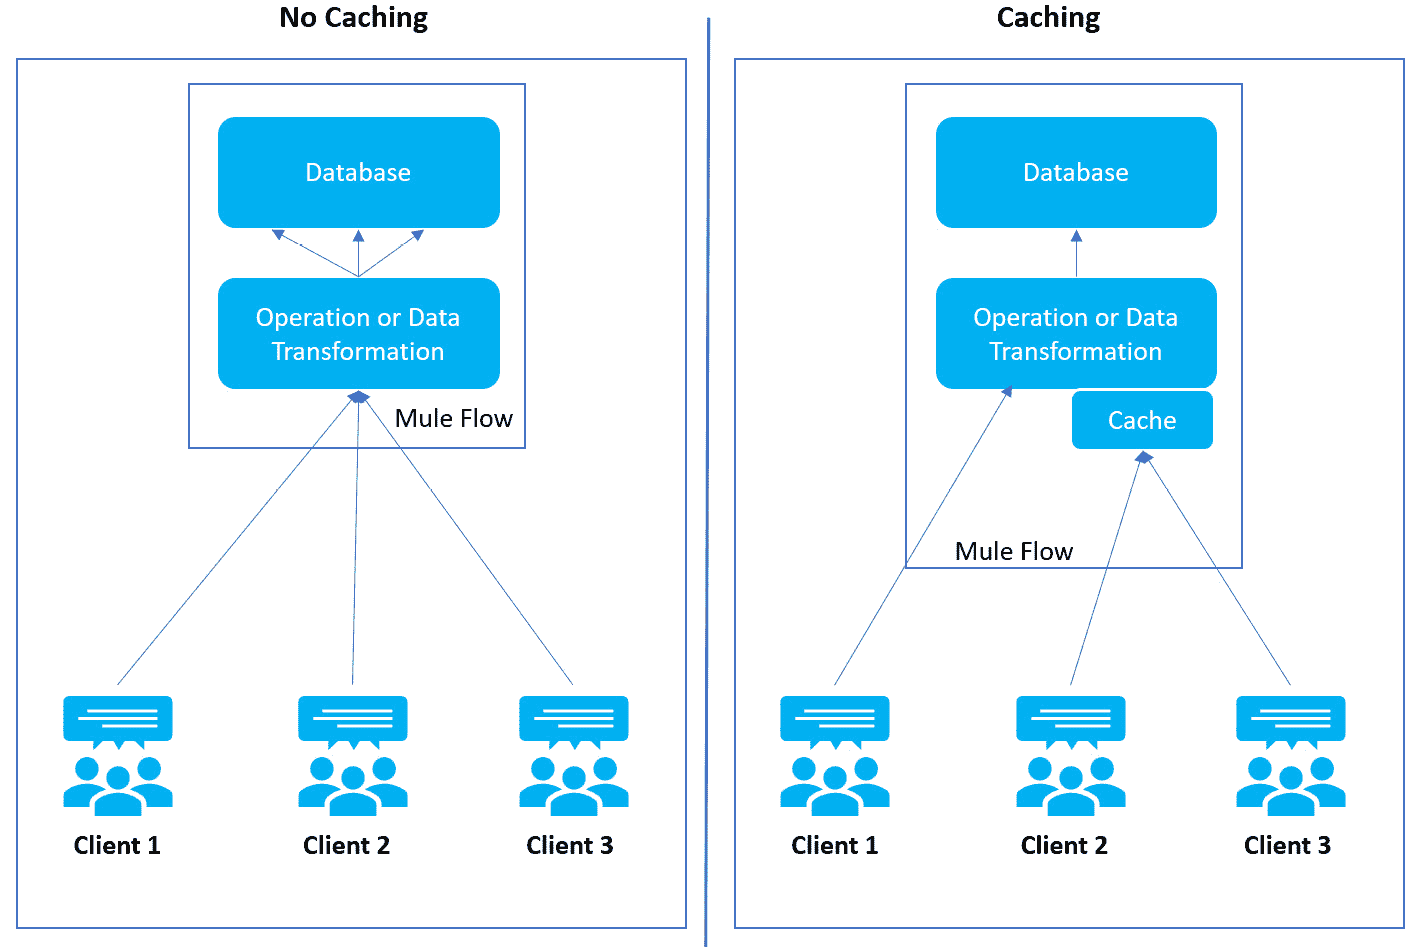 No Caching
Database
Operation or Data
Transformation
Mule Flow
Client 1
Client 2
Client 3
Caching
Database
Operation or Data
Transformation
Cache
Mule Flow
Client 1
Client 2
Client 3